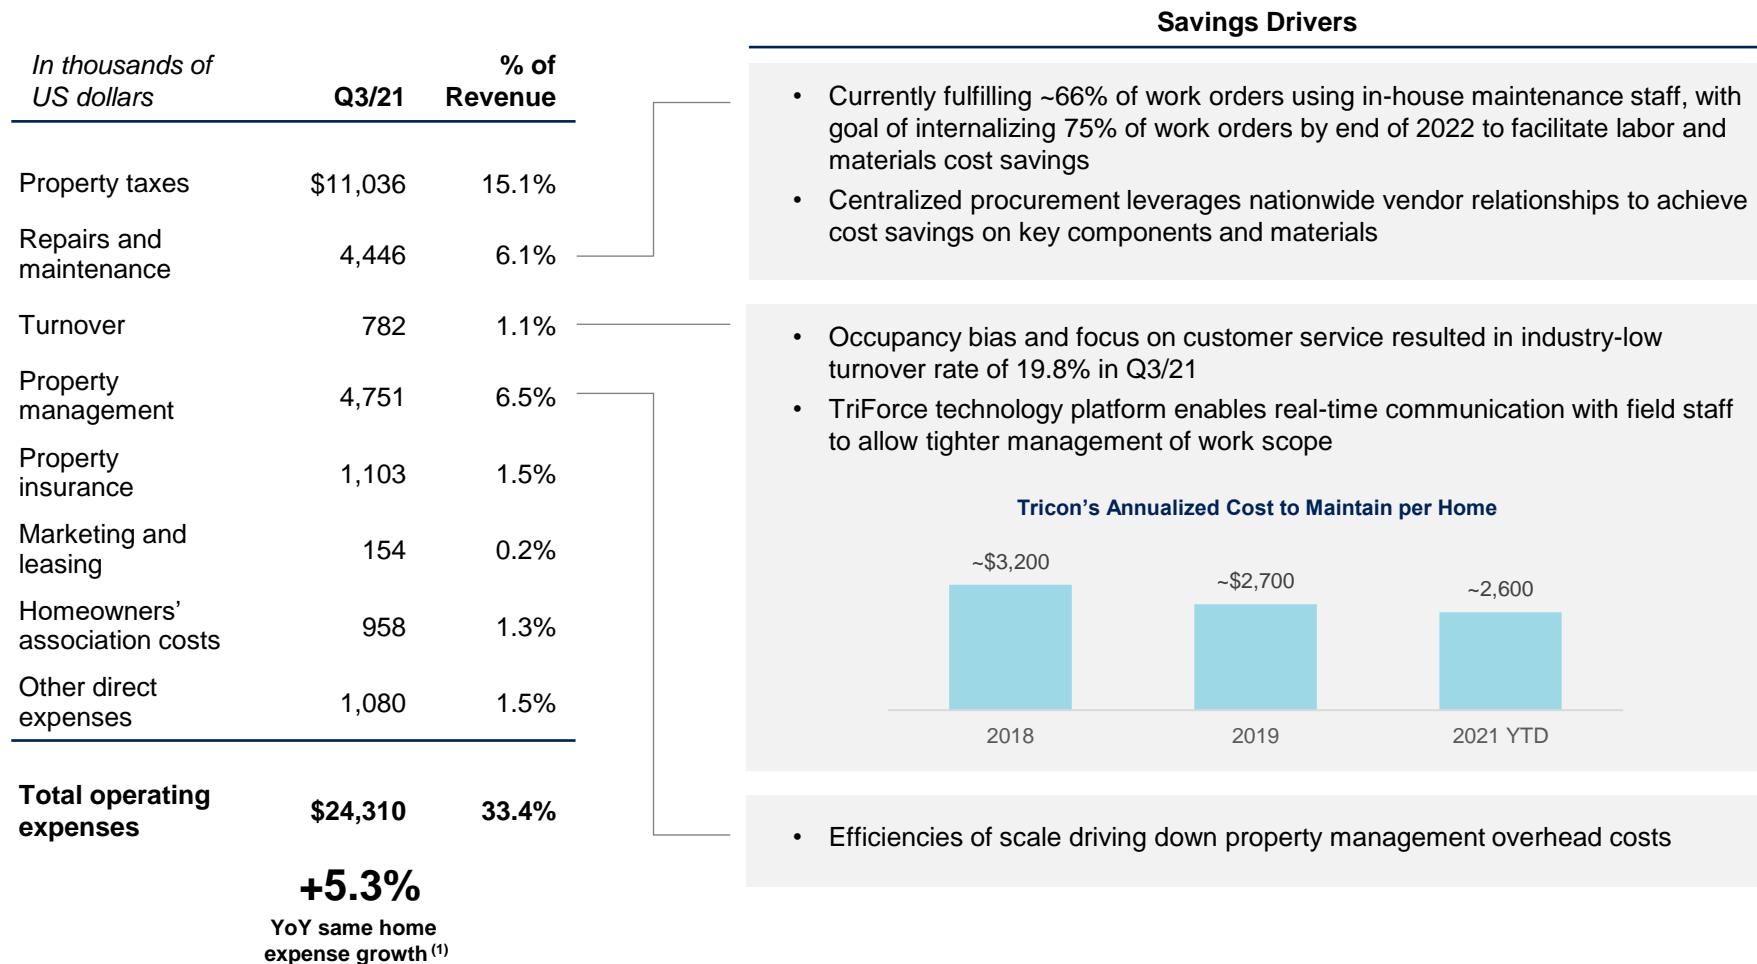 In thousands of
US dollars
Q3/21
% of
Revenue
Property taxes $11,036 15.1%
Repairs and
maintenance 4,446 6.1%
Turnover 782 1.1%
Property
management 4,751 6.5%
Property
insurance 1,103 1.5%
Marketing and
leasing 154 0.2%
Homeowners’
association costs 958 1.3%
Other direct
expenses 1,080 1.5%
Total operating
expenses $24,310 33.4%
+5.3%
YoY same home
expense growth (1)
Savings Drivers
• Currently fulfilling ~66% of work orders using in-house maintenance staff, with
goal of internalizing 75% of work orders by end of 2022 to facilitate labor and
materials cost savings
• Centralized procurement leverages nationwide vendor relationships to achieve
cost savings on key components and materials
• Occupancy bias and focus on customer service resulted in industry-low
turnover rate of 19.8% in Q3/21
• TriForce technology platform enables real-time communication with field staff
to allow tighter management of work scope
Tricon’s Annualized Cost to Maintain per Home
~$3,200 ~$2,700 ~2,600
2018 2019 2021 YTD
• Efficiencies of scale driving down property management overhead costs